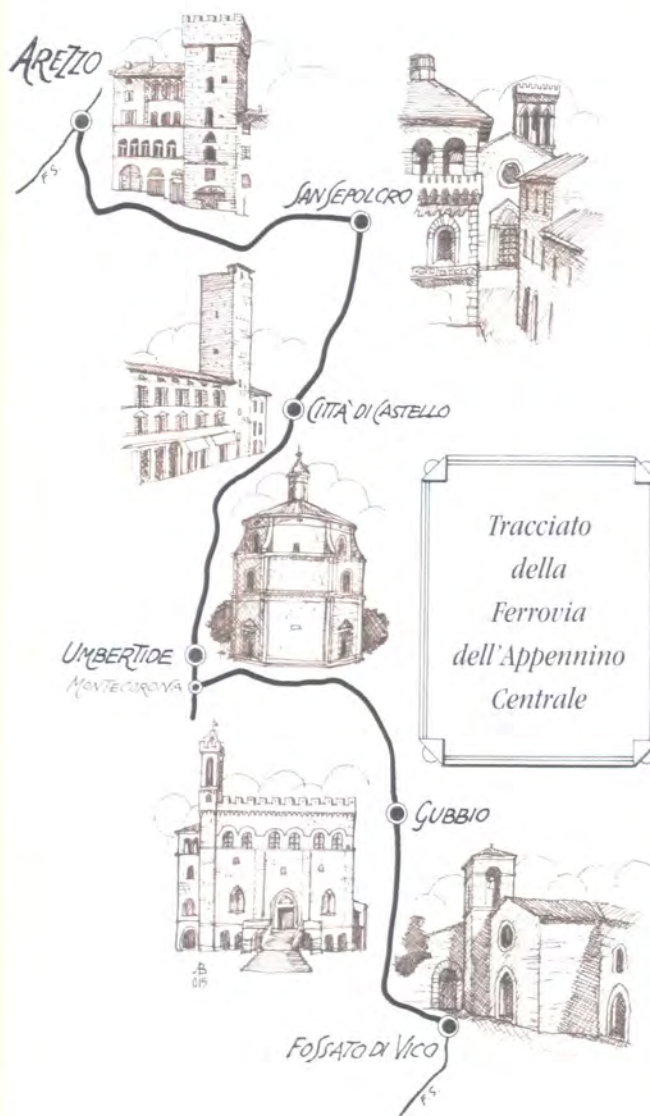 AREZZO
F.S.
SANSEPOLCRO
CITTÀ DI CASTELLO
Tracciato
della
Ferrovia
dell'Appennino
Centrale
UMBERTIDE
MONTECORONA
GUBBIO
FOSSATO DI VICO
F.S.